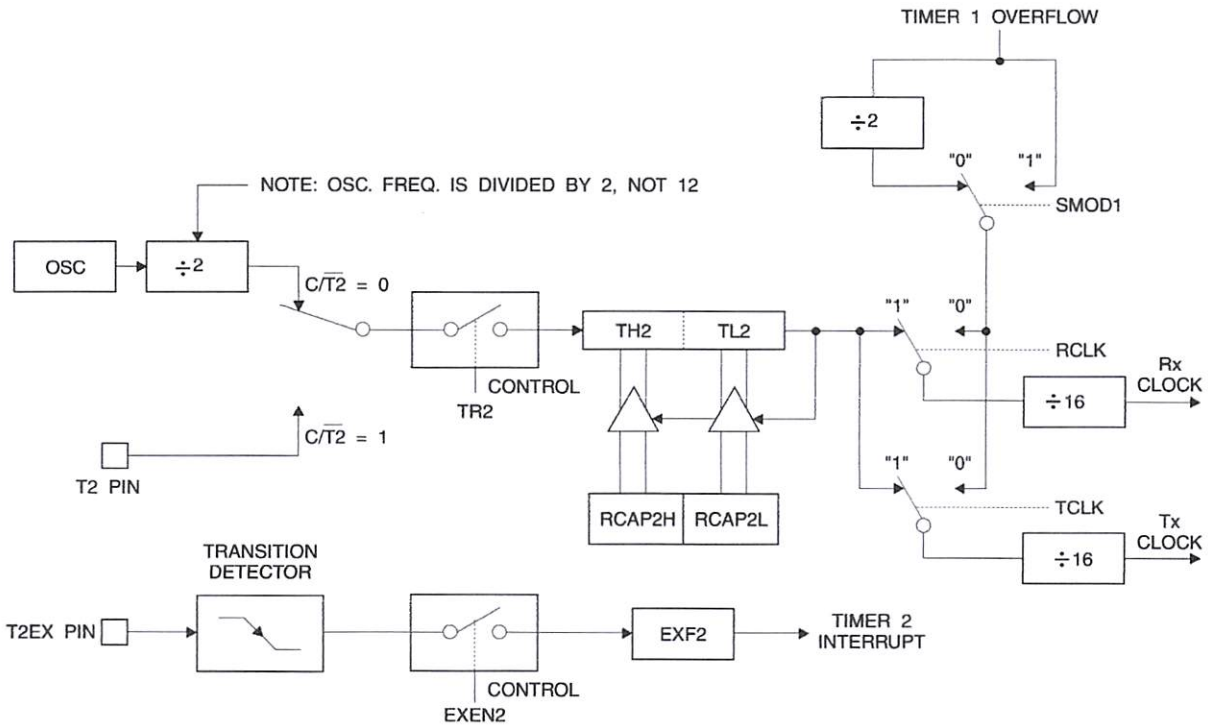 TIMER 1 OVERFLOW
÷2
"0"
"1"
SMOD1
NOTE: OSC. FREQ. IS DIVIDED BY 2, NOT 12
OSC
÷2
C/T2 = 0
TH2
TL2
"1"
"0"
RCLK
CONTROL
TR2
Rx
CLOCK
÷16
C/T2 = 1
T2 PIN
"1"
"0"
RCAP2H
RCAP2L
TCLK
Tx
CLOCK
÷16
TRANSITION
DETECTOR
T2EX PIN
EXF2
TIMER 2
INTERRUPT
CONTROL
EXEN2